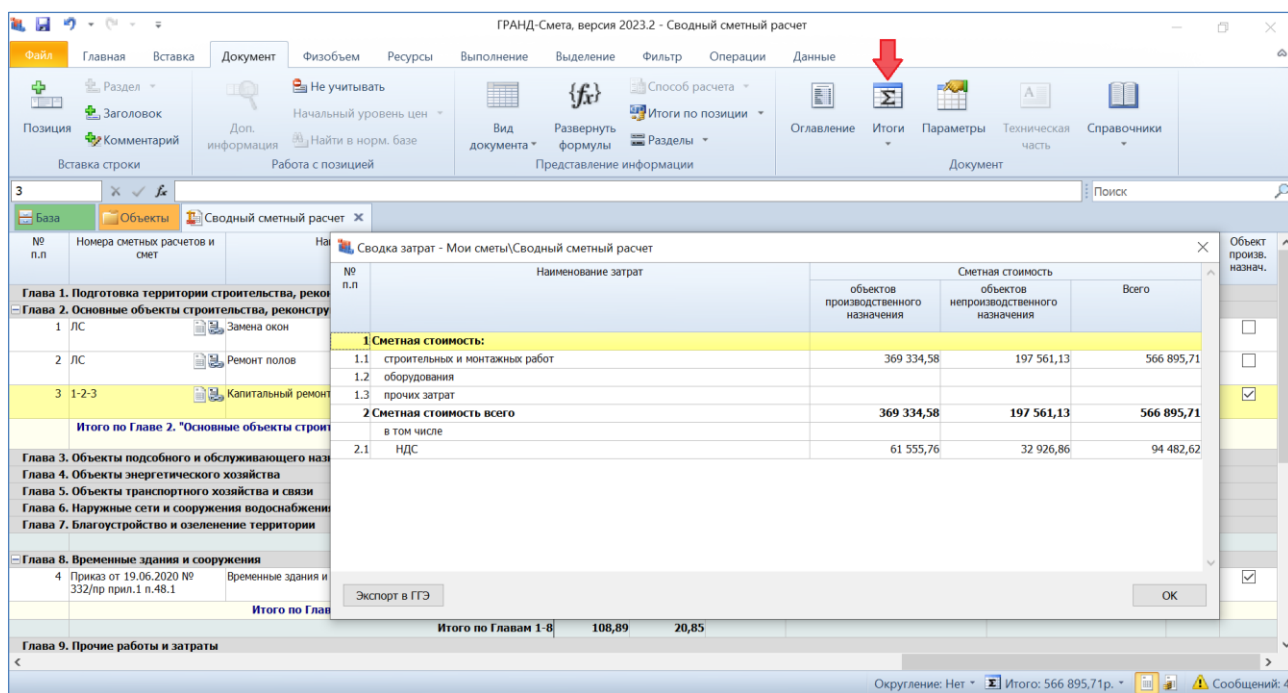 ГРАНД-Смета, версия 2023.2 - Сводный сметный расчет
Файл Главная Вставка Документ Физобъем Ресурсы Выполнение Выделение Фильтр Операции Данные
Позиция
Раздел
Заголовок
Комментарий
Вставка строки
Доп. информация
Не учитывать
Начальный уровень цен
Найти в норм. базе
Работа с позицией
Вид документа
Развернуть формулы
Способ расчета
Итоги по позиции
Разделы
Представление информации
Оглавление
Итоги
Параметры
Техническая часть
Справочники
Документ
3 fx Поиск
База Объекты Сводный сметный расчет
№ п.п
Номера сметных расчетов и смет
На
Объект произв. назнач.
Глава 1. Подготовка территории строительства, рекон
Глава 2. Основные объекты строительства, реконстру
1 ЛС Замена окон
2 ЛС Ремонт полов
3 1-2-3 Капитальный ремонт
Итого по Главе 2. "Основные объекты строит
Глава 3. Объекты подсобного и обслуживающегоназн
Глава 4. Объекты энергетического хозяйства
Глава 5. Объекты транспортного хозяйства и связи
Глава 6. Наружные сети и сооружения водоснабжения
Глава 7. Благоустройство и озеленение территории
Глава 8. Временные здания и сооружения
4 Приказ от 19.06.2020 № Временные здания и
332/пр прил.1 п.48.1
Итого по Глав
Итого по Главам 1-8 108,89 20,85
Глава 9. Прочие работы и затраты
Сводка затрат - Мои сметы\Сводный сметный расчет
№ п.п
Наименование затрат
Сметная стоимость
объектов производственного назначения
объектов непроизводственного назначения
Всего
1 Сметная стоимость:
1.1 строительных и монтажных работ 369 334,58 197 561,13 566 895,71
1.2 оборудования
1.3 прочих затрат
2 Сметная стоимость всего 369 334,58 197 561,13 566 895,71
в том числе
2.1 НДС 61 555,76 32 926,86 94 482,62
Экспорт в ГГЭ OK
Округление: Нет Σ Итого: 566 895,71р. Сообщений: 4